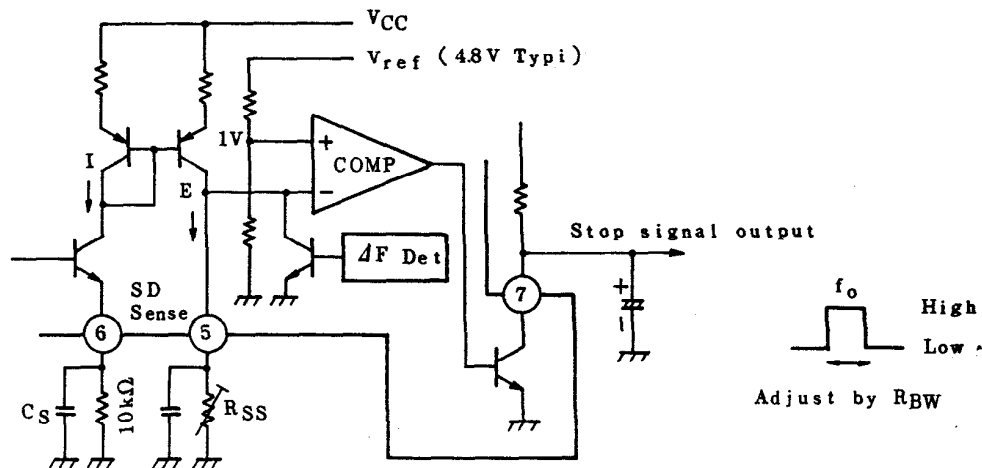 VCC
Vref (4.8V Typi)
1V
COMP
I
E
ΔF Det
Stop signal output
SD
Sense
6
5
7
+
−
+
−
fo
High
Low
Adjust by RBW
CS
10kΩ
RSS